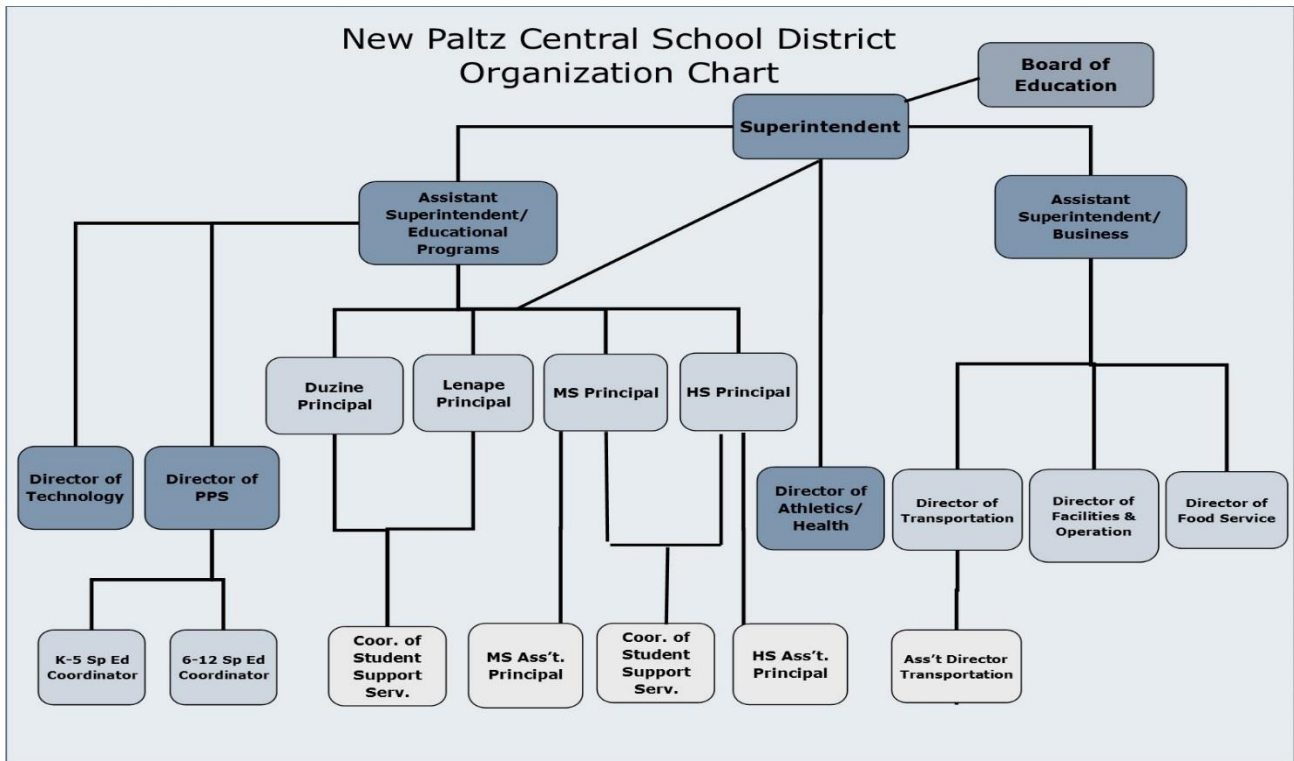 New Paltz Central School District
Organization Chart
Board of
Education
Superintendent
Assistant
Superintendent/
Educational
Programs
Assistant
Superintendent/
Business
Duzine
Principal
Lenape
Principal
MS Principal
HS Principal
Director of
Technology
Director of
PPS
Director of
Athletics/
Health
Director of
Transportation
Director of
Facilities &
Operation
Director of
Food Service
K-5 Sp Ed
Coordinator
6-12 Sp Ed
Coordinator
Coor. of
Student
Support
Serv.
MS Ass't.
Principal
Coor. of
Student
Support
Serv.
HS Ass't.
Principal
Ass't Director
Transportation